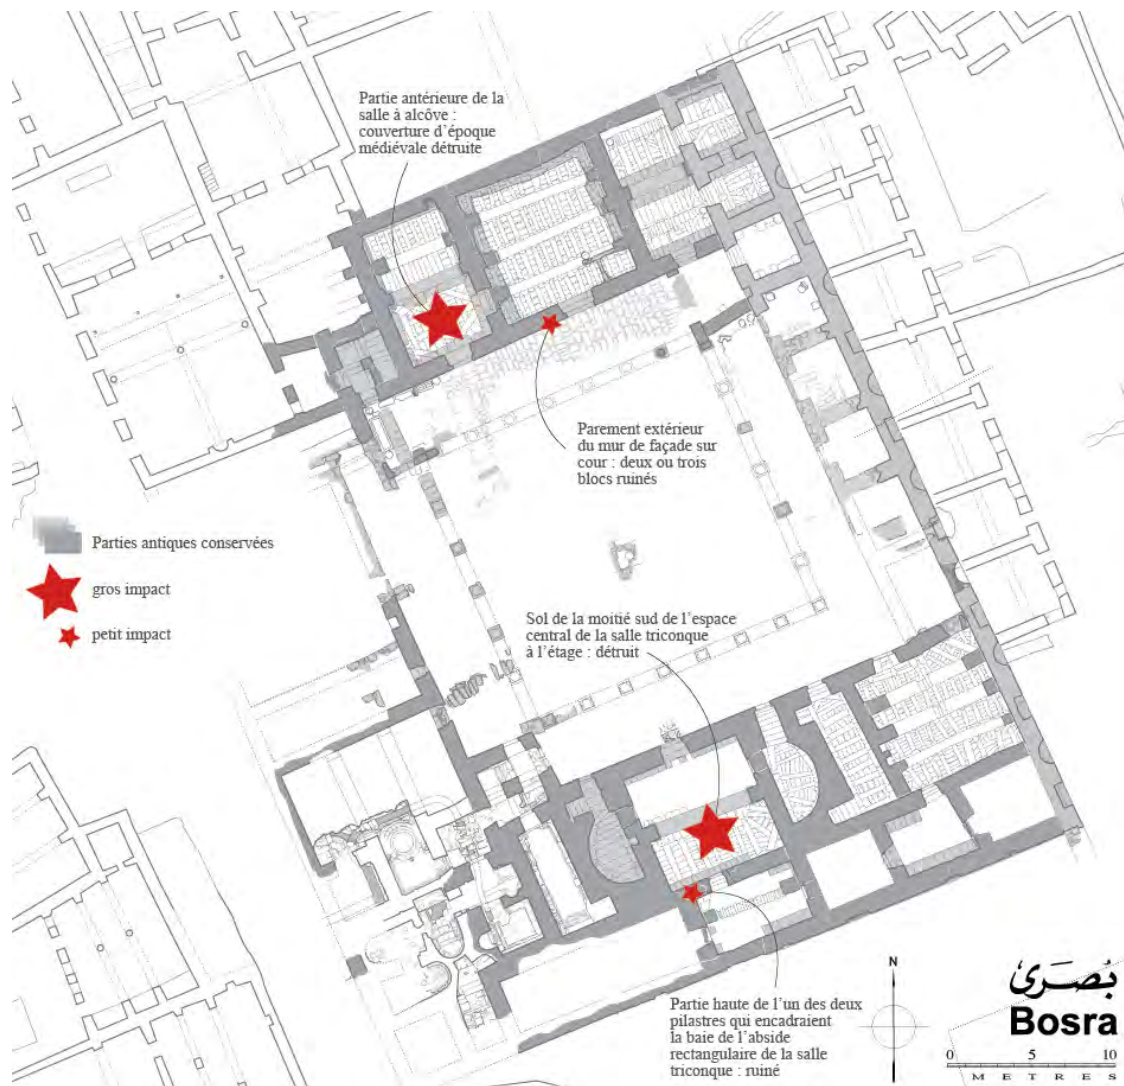 Partie antérieure de la
salle à alcôve :
couverture d'époque
médiévale détruite
Parement extérieur
du mur de façade sur
cour : deux ou trois
blocs ruinés
Parties antiques conservées
gros impact
petit impact
Sol de la moitié sud de l'espace
central de la salle triconque
à l'étage : détruit
Partie haute de l'un des deux
pilastres qui encadraient
la baie de l'abside
rectangulaire de la salle
triconque : ruiné
N
بُصـرَى
Bosra
0 5 10
M E T R E S